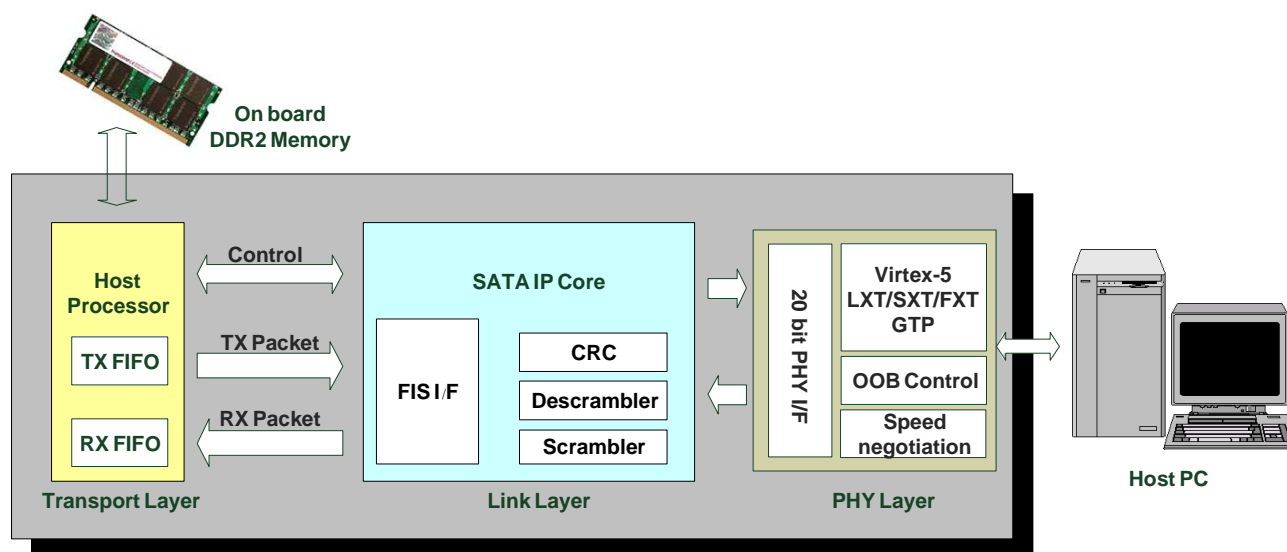 On board
DDR2 Memory
Host
Processor
TX FIFO
RX FIFO
Transport Layer
Control
TX Packet
RX Packet
SATA IP Core
FIS I/F
CRC
Descrambler
Scrambler
Link Layer
20 bit PHY I/F
Virtex-5
LXT/SXT/FXT
GTP
OOB Control
Speed
negotiation
PHY Layer
Host PC